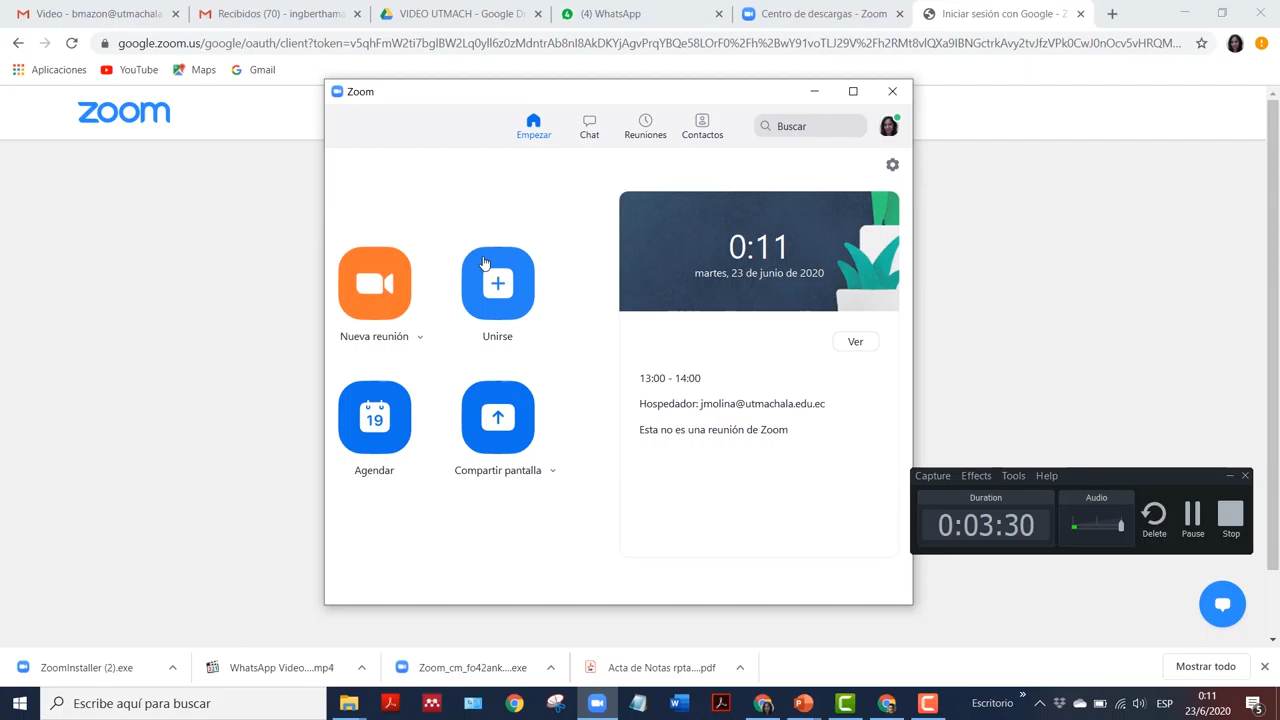 Video - bmazon@utmachala
Recibidos (70) - ingberthama
VIDEO UTMACH - Google D
(4) WhatsApp
Centro de descargas - Zoom
Iniciar sesión con Google - Z
Aplicaciones
YouTube
Maps
Gmail
zoom
Zoom
Empezar
Chat
Reuniones
Contactos
Buscar
0:11
martes, 23 de junio de 2020
Nueva reunión
Unirse
Ver
13:00 - 14:00
Hospedador: jmolina@utmachala.edu.ec
Esta no es una reunión de Zoom
19
Agendar
Compartir pantalla
Capture Effects Tools Help
Duration
Audio
0:03:30
Delete
Pause
Stop
ZoomInstaller (2).exe
WhatsApp Video....mp4
Zoom_cm_fo42ank....exe
Acta de Notas rpta....pdf
Mostrar todo
Escribe aquí para buscar
Escritorio
ESP
0:11
23/6/2020
5